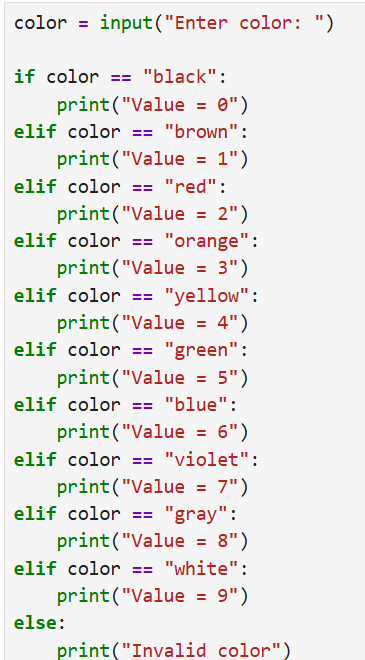 color = input("Enter color: ")

if color == "black":
    print("Value = 0")
elif color == "brown":
    print("Value = 1")
elif color == "red":
    print("Value = 2")
elif color == "orange":
    print("Value = 3")
elif color == "yellow":
    print("Value = 4")
elif color == "green":
    print("Value = 5")
elif color == "blue":
    print("Value = 6")
elif color == "violet":
    print("Value = 7")
elif color == "gray":
    print("Value = 8")
elif color == "white":
    print("Value = 9")
else:
    print("Invalid color")